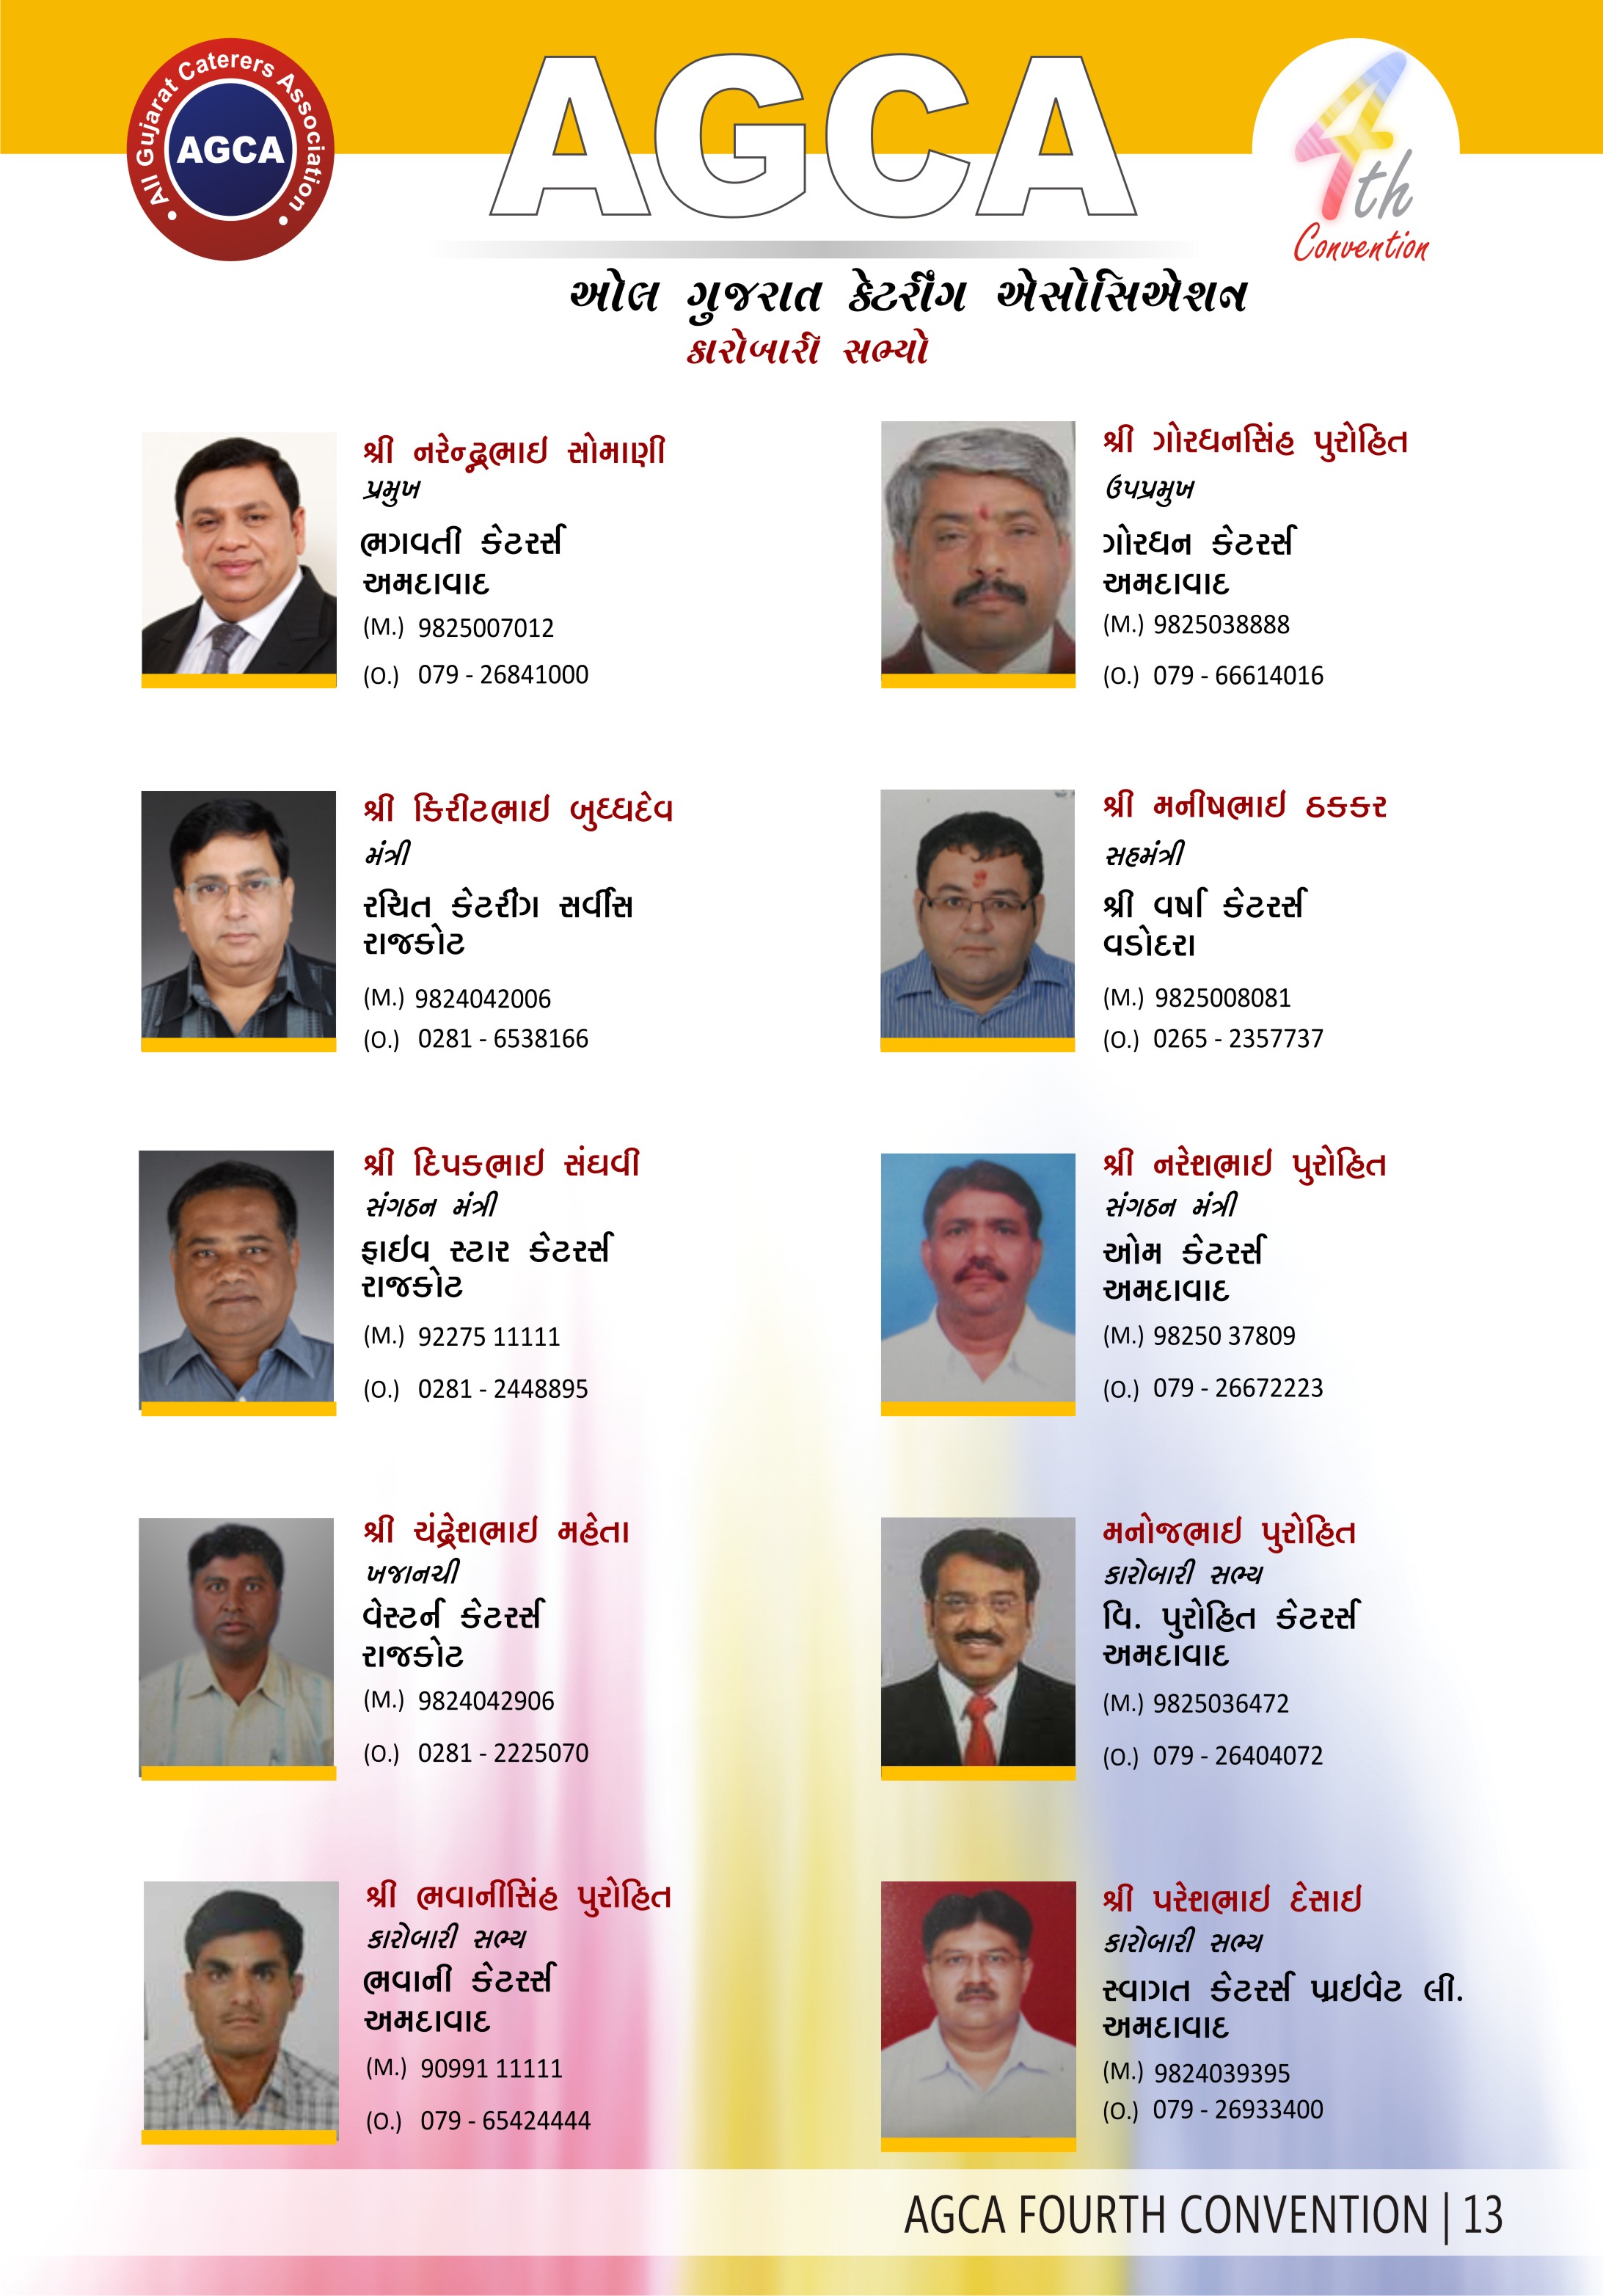 • All Gujarat Caterers Association •
AGCA
AGCA
4th
Convention
ઓલ ગુજરાત કેટરીંગ એસોસિએશન
કારોબારી સભ્યો
શ્રી નરેન્દ્રભાઈ સોમાણી
પ્રમુખ
ભગવતી કેટરર્સ
અમદાવાદ
(M.) 9825007012
(O.) 079 - 26841000
શ્રી ગોરધનસિંહ પુરોહિત
ઉપપ્રમુખ
ગોરધન કેટરર્સ
અમદાવાદ
(M.) 9825038888
(O.) 079 - 66614016
શ્રી કિરીટભાઈ બુધ્ધદેવ
મંત્રી
રચિત કેટરીંગ સર્વીસ
રાજકોટ
(M.) 9824042006
(O.) 0281 - 6538166
શ્રી મનીષભાઈ ઠકકર
સહમંત્રી
શ્રી વર્ષા કેટરર્સ
વડોદરા
(M.) 9825008081
(O.) 0265 - 2357737
શ્રી દિપકભાઈ સંઘવી
સંગઠન મંત્રી
ફાઈવ સ્ટાર કેટરર્સ
રાજકોટ
(M.) 92275 11111
(O.) 0281 - 2448895
શ્રી નરેશભાઈ પુરોહિત
સંગઠન મંત્રી
ઓમ કેટરર્સ
અમદાવાદ
(M.) 98250 37809
(O.) 079 - 26672223
શ્રી ચંદ્રેશભાઈ મહેતા
ખજાનચી
વેસ્ટર્ન કેટરર્સ
રાજકોટ
(M.) 9824042906
(O.) 0281 - 2225070
મનોજભાઈ પુરોહિત
કારોબારી સભ્ય
વિ. પુરોહિત કેટરર્સ
અમદાવાદ
(M.) 9825036472
(O.) 079 - 26404072
શ્રી ભવાનીસિંહ પુરોહિત
કારોબારી સભ્ય
ભવાની કેટરર્સ
અમદાવાદ
(M.) 90991 11111
(O.) 079 - 65424444
શ્રી પરેશભાઈ દેસાઈ
કારોબારી સભ્ય
સ્વાગત કેટરર્સ પ્રાઈવેટ લી.
અમદાવાદ
(M.) 9824039395
(O.) 079 - 26933400
AGCA FOURTH CONVENTION | 13